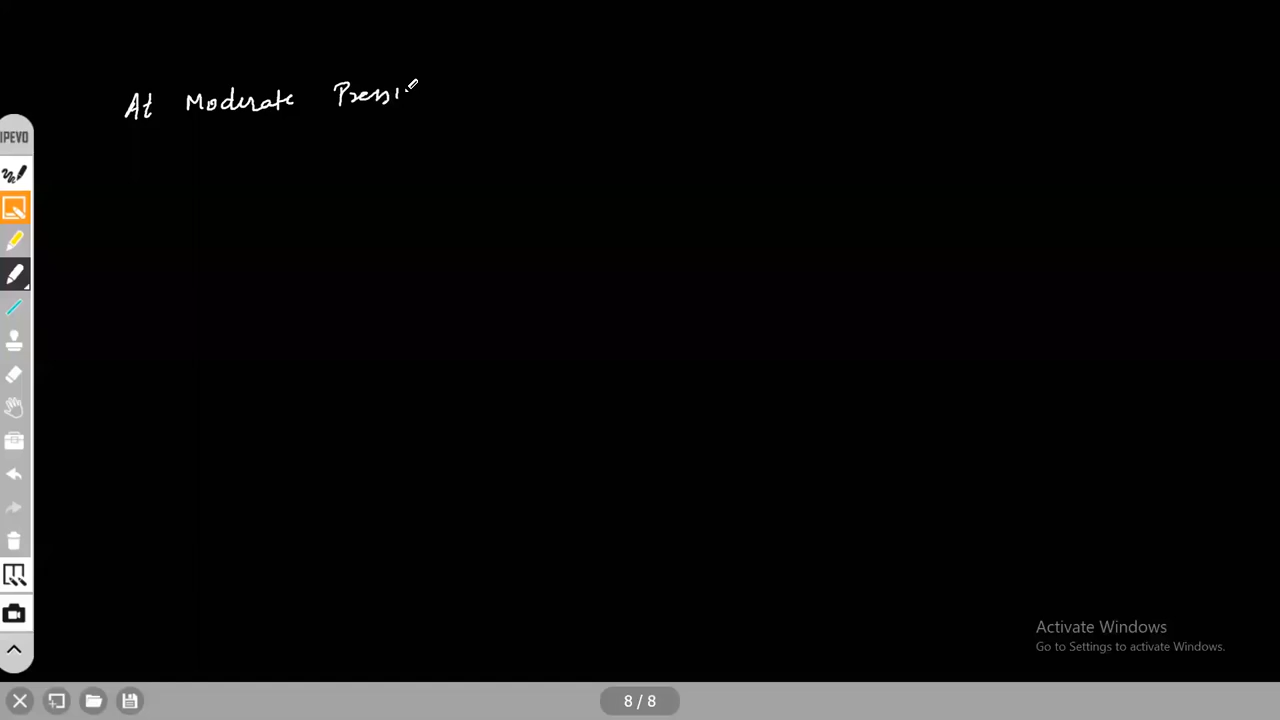 At Moderate
IPEVO
Activate Windows
Go to Settings to activate Windows.
8 / 8